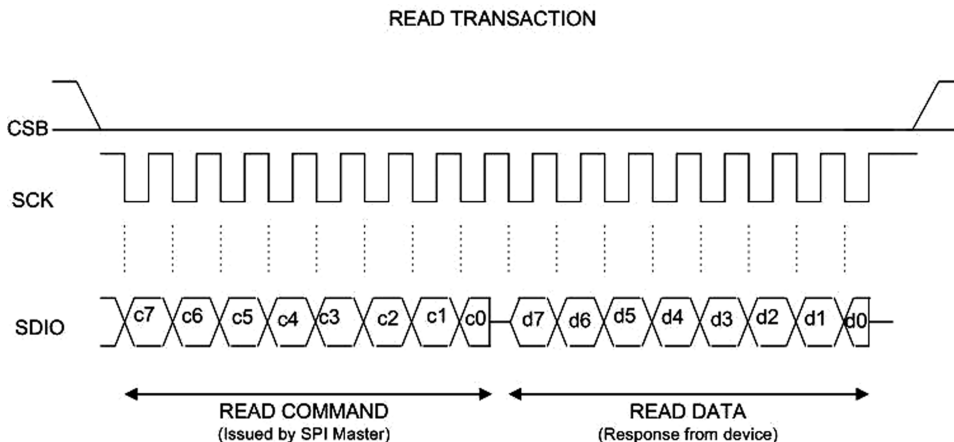 READ TRANSACTION
CSB
SCK
SDIO
c7 c6 c5 c4 c3 c2 c1 c0 d7 d6 d5 d4 d3 d2 d1 d0
READ COMMAND
(Issued by SPI Master)
READ DATA
(Response from device)